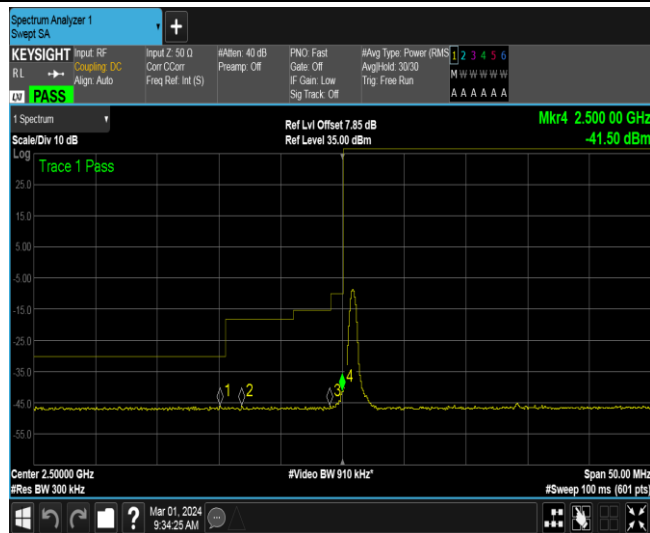 Spectrum Analyzer 1
Swept SA
KEYSIGHT
RL
LXI PASS
Input: RF
Coupling: DC
Align: Auto
Input Z: 50 Ω
Corr CCorr
Freq Ref: Int (S)
#Atten: 40 dB
Preamp: Off
PNO: Fast
Gate: Off
IF Gain: Low
Sig Track: Off
#Avg Type: Power (RMS
Avg|Hold: 30/30
Trig: Free Run
1 2 3 4 5 6
M W W W W W
A A A A A A
1 Spectrum
Scale/Div 10 dB
Ref Lvl Offset 7.85 dB
Ref Level 35.00 dBm
Mkr4 2.500 00 GHz
-41.50 dBm
Log
Trace 1 Pass
25.0
15.0
5.00
-5.00
-15.0
-25.0
-35.0
-45.0
-55.0
1
2
3
4
Center 2.50000 GHz
#Res BW 300 kHz
#Video BW 910 kHz*
Span 50.00 MHz
#Sweep 100 ms (601 pts)
?
Mar 01, 2024
9:34:25 AM